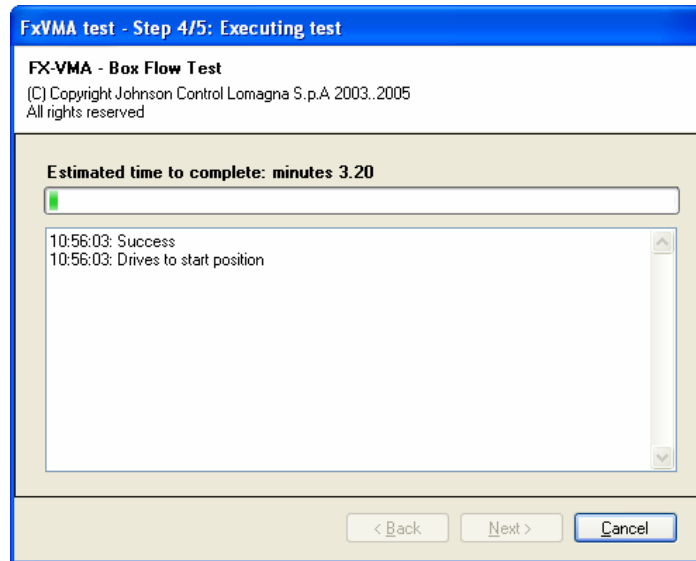 FxVMA test - Step 4/5: Executing test
FX-VMA - Box Flow Test
(C) Copyright Johnson Control Lomagna S.p.A 2003..2005
All rights reserved
Estimated time to complete: minutes 3.20
10:56:03: Success
10:56:03: Drives to start position
< Back
Next >
Cancel